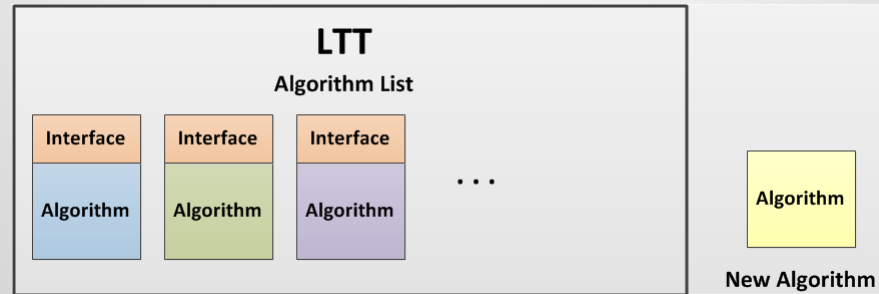 LTT
Algorithm List
Interface
Interface
Interface
Algorithm
Algorithm
Algorithm
. . .
Algorithm
New Algorithm